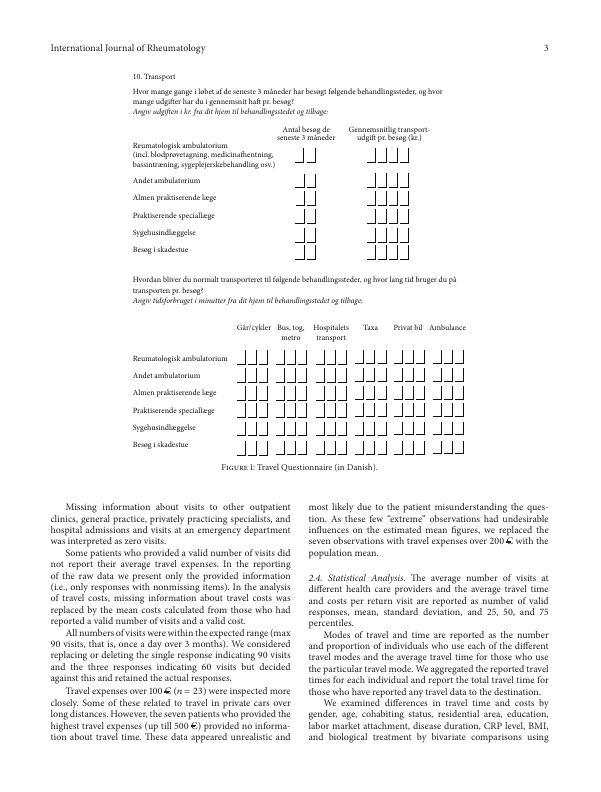 International Journal of Rheumatology 3
10. Transport
Hvor mange gange i løbet af de seneste 3 måneder har besøgt følgende behandlingssteder, og hvor
mange udgifter har du i gennemsnit haft pr. besøg?
Angiv udgiften i kr. fra dit hjem til behandlingsstedet og tilbage:
Antal besøg de
seneste 3 måneder
Gennemsnitlig transport-
udgift pr. besøg (kr.)
Reumatologisk ambulatorium
(incl. blodprøvetagning, medicinafhentning,
bassintræning, sygeplejerskebehandling osv.)
Andet ambulatorium
Almen praktiserende læge
Praktiserende speciallæge
Sygehusindlæggelse
Besøg i skadestue
Hvordan bliver du normalt transporteret til følgende behandlingssteder, og hvor lang tid bruger du på
transporten pr. besøg?
Angiv tidsforbruget i minutter fra dit hjem til behandlingsstedet og tilbage:
Går/cykler Bus, tog, Hospitalets Taxa Privat bil Ambulance
metro transport
Reumatologisk ambulatorium
Andet ambulatorium
Almen praktiserende læge
Praktiserende speciallæge
Sygehusindlæggelse
Besøg i skadestue
Figure 1: Travel Questionnaire (in Danish).
Missing information about visits to other outpatient
clinics, general practice, privately practicing specialists, and
hospital admissions and visits at an emergency department
was interpreted as zero visits.
Some patients who provided a valid number of visits did
not report their average travel expenses. In the reporting
of the raw data we present only the provided information
(i.e., only responses with nonmissing items). In the analysis
of travel costs, missing information about travel costs was
replaced by the mean costs calculated from those who had
reported a valid number of visits and a valid cost.
All numbers of visits were within the expected range (max
90 visits, that is, once a day over 3 months). We considered
replacing or deleting the single response indicating 90 visits
and the three responses indicating 60 visits but decided
against this and retained the actual responses.
Travel expenses over 100 € (n = 23) were inspected more
closely. Some of these related to travel in private cars over
long distances. However, the seven patients who provided the
highest travel expenses (up till 500 €) provided no informa-
tion about travel time. These data appeared unrealistic and
most likely due to the patient misunderstanding the ques-
tion. As these few “extreme” observations had undesirable
influences on the estimated mean figures, we replaced the
seven observations with travel expenses over 200 € with the
population mean.
2.4. Statistical Analysis. The average number of visits at
different health care providers and the average travel time
and costs per return visit are reported as number of valid
responses, mean, standard deviation, and 25, 50, and 75
percentiles.
Modes of travel and time are reported as the number
and proportion of individuals who use each of the different
travel modes and the average travel time for those who use
the particular travel mode. We aggregated the reported travel
times for each individual and report the total travel time for
those who have reported any travel data to the destination.
We examined differences in travel time and costs by
gender, age, cohabiting status, residential area, education,
labor market attachment, disease duration, CRP level, BMI,
and biological treatment by bivariate comparisons using